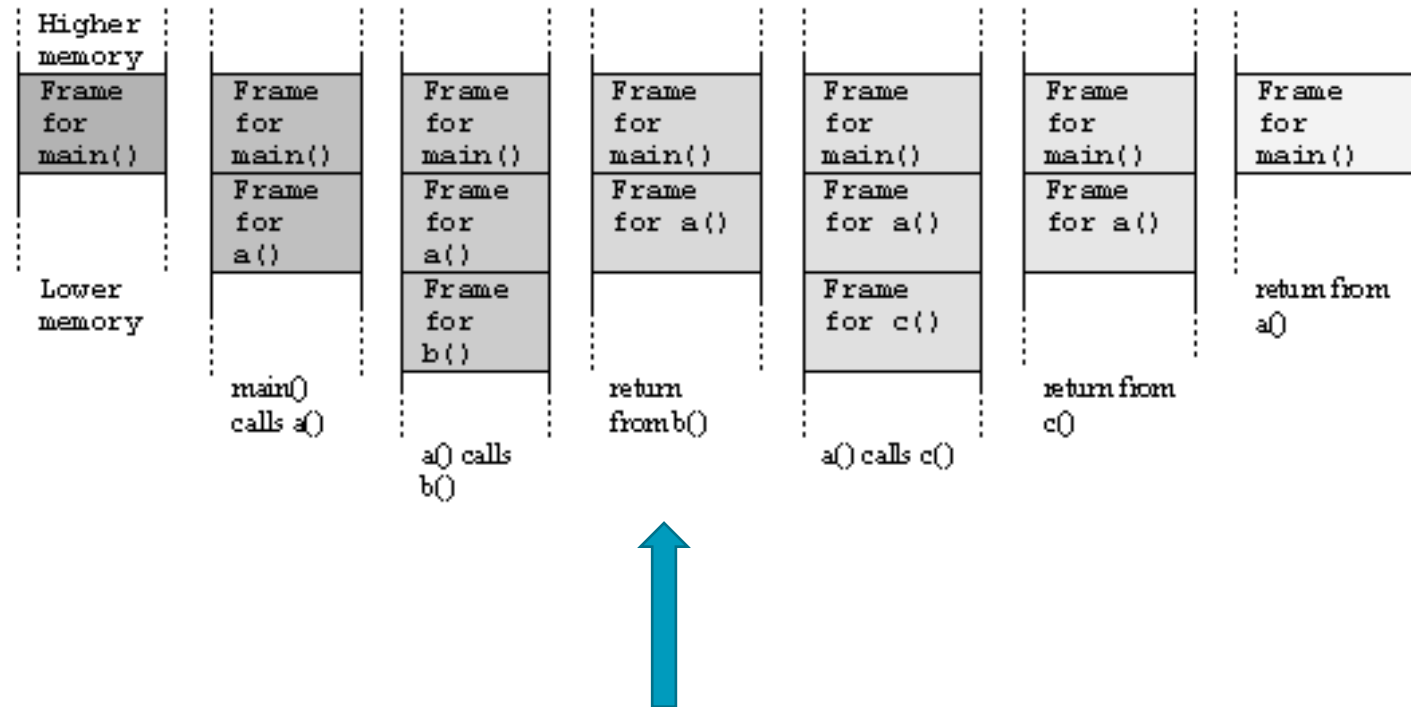 Higher
memory
Frame
for
main()
Lower
memory
Frame
for
main()
Frame
for
a()
main()
calls a()
Frame
for
main()
Frame
for
a()
Frame
for
b()
a() calls
b()
Frame
for
main()
Frame
for a()
return
from b()
Frame
for
main()
Frame
for a()
Frame
for c()
a() calls c()
Frame
for
main()
Frame
for a()
return from
c()
Frame
for
main()
return from
a()